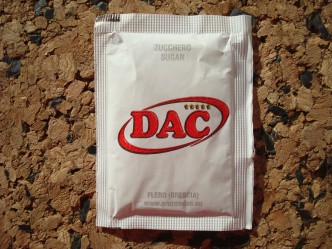 ZUCCHERO
SUGAR
DAC
FLERO (BRESCIA)